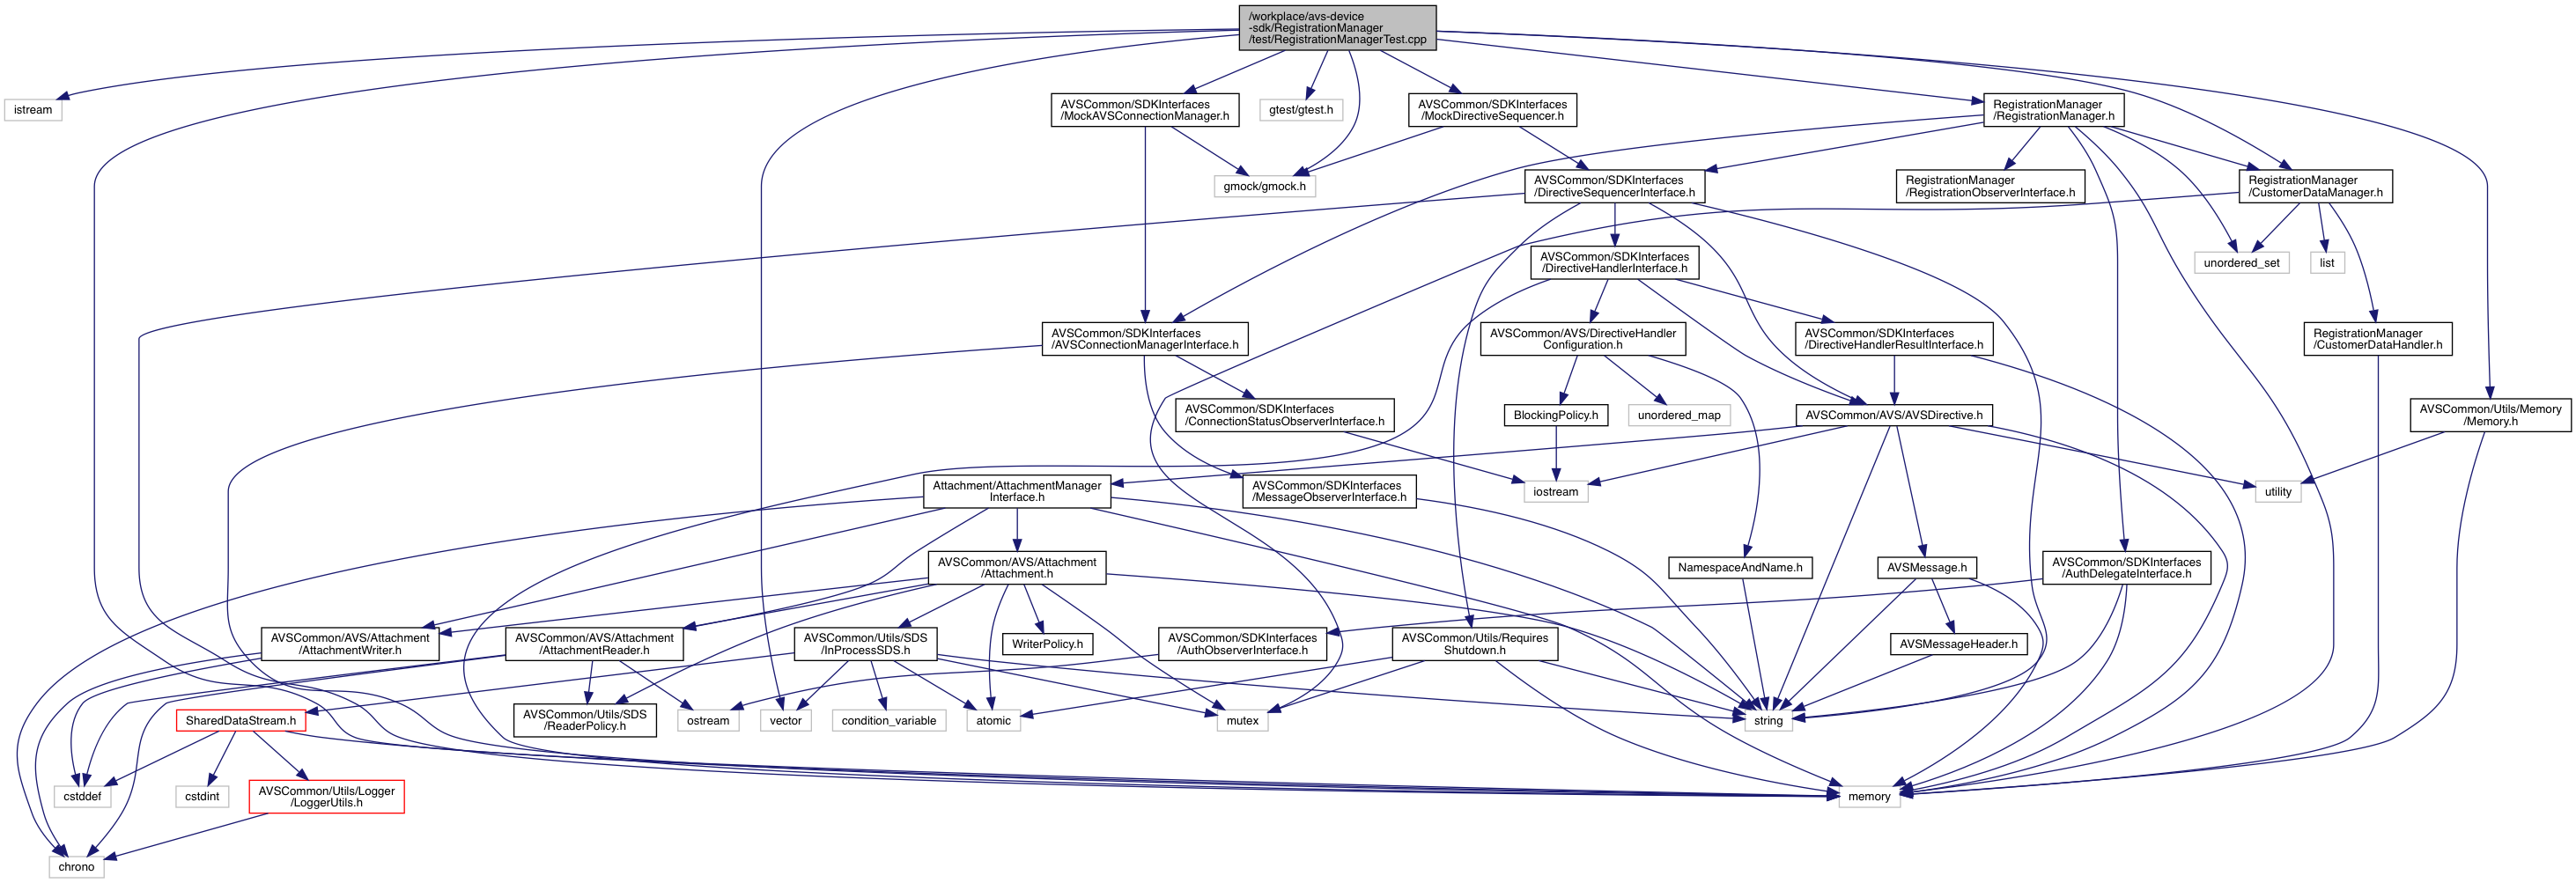 /workplace/avs-device
-sdk/RegistrationManager
/test/RegistrationManagerTest.cpp
istream
AVSCommon/SDKInterfaces
/MockAVSConnectionManager.h
gtest/gtest.h
AVSCommon/SDKInterfaces
/MockDirectiveSequencer.h
RegistrationManager
/RegistrationManager.h
gmock/gmock.h
AVSCommon/SDKInterfaces
/DirectiveSequencerInterface.h
RegistrationManager
/RegistrationObserverInterface.h
RegistrationManager
/CustomerDataManager.h
AVSCommon/SDKInterfaces
/DirectiveHandlerInterface.h
unordered_set
list
AVSCommon/SDKInterfaces
/AVSConnectionManagerInterface.h
AVSCommon/AVS/DirectiveHandler
Configuration.h
AVSCommon/SDKInterfaces
/DirectiveHandlerResultInterface.h
RegistrationManager
/CustomerDataHandler.h
AVSCommon/SDKInterfaces
/ConnectionStatusObserverInterface.h
BlockingPolicy.h
unordered_map
AVSCommon/AVS/AVSDirective.h
AVSCommon/Utils/Memory
/Memory.h
Attachment/AttachmentManager
Interface.h
AVSCommon/SDKInterfaces
/MessageObserverInterface.h
iostream
utility
AVSCommon/AVS/Attachment
/Attachment.h
NamespaceAndName.h
AVSMessage.h
AVSCommon/SDKInterfaces
/AuthDelegateInterface.h
AVSCommon/AVS/Attachment
/AttachmentWriter.h
AVSCommon/AVS/Attachment
/AttachmentReader.h
AVSCommon/Utils/SDS
/InProcessSDS.h
WriterPolicy.h
AVSCommon/SDKInterfaces
/AuthObserverInterface.h
AVSCommon/Utils/Requires
Shutdown.h
AVSMessageHeader.h
SharedDataStream.h
AVSCommon/Utils/SDS
/ReaderPolicy.h
ostream
vector
condition_variable
atomic
mutex
string
cstddef
cstdint
AVSCommon/Utils/Logger
/LoggerUtils.h
memory
chrono